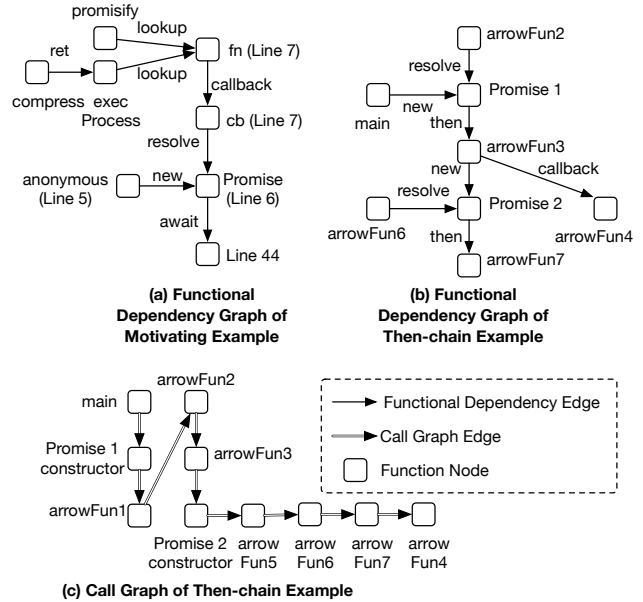 promisify
lookup
fn (Line 7)
ret
lookup
compress exec
Process
callback
cb (Line 7)
resolve
new
anonymous
(Line 5)
Promise
(Line 6)
await
Line 44
(a) Functional
Dependency Graph of
Motivating Example
arrowFun2
resolve
Promise 1
new
main
then
arrowFun3
new
callback
resolve
Promise 2
arrowFun6
arrowFun4
then
arrowFun7
(b) Functional
Dependency Graph of
Then-chain Example
arrowFun2
main
Promise 1
constructor
arrowFun3
arrowFun1
Promise 2
constructor
arrow
Fun5
arrow
Fun6
arrow
Fun7
arrow
Fun4
Functional Dependency Edge
Call Graph Edge
Function Node
(c) Call Graph of Then-chain Example